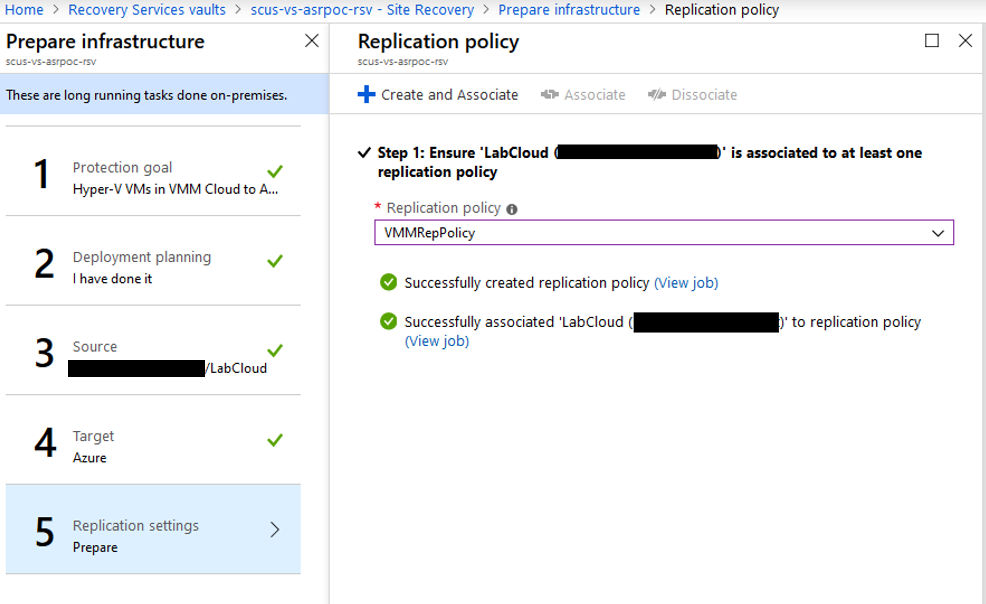 Home > Recovery Services vaults > scus-vs-asrpoc-rsv - Site Recovery > Prepare infrastructure > Replication policy
Prepare infrastructure
scus-vs-asrpoc-rsv
These are long running tasks done on-premises.
1
Protection goal
Hyper-V VMs in VMM Cloud to A...
2
Deployment planning
I have done it
3
Source
/LabCloud
4
Target
Azure
5
Replication settings
Prepare
Replication policy
scus-vs-asrpoc-rsv
Create and Associate
Associate
Dissociate
Step 1: Ensure 'LabCloud ( )' is associated to at least one
replication policy
* Replication policy
VMMRepPolicy
Successfully created replication policy (View job)
Successfully associated 'LabCloud ( )' to replication policy
(View job)